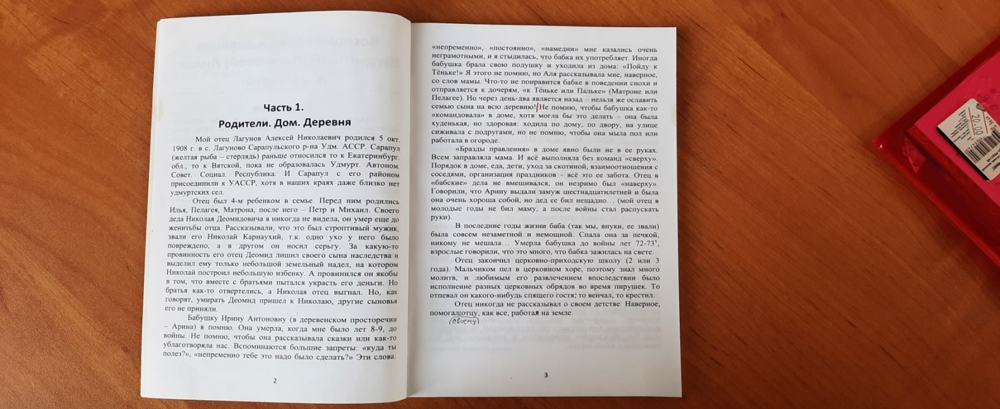 Часть 1.
Родители. Дом. Деревня
Мой отец Лагунов Алексей Николаевич родился 5 окт.
1908 г. в с. Лагуново Сарапульского р-на Удм. АССР. Сарапул
(желтая рыба – стерлядь) раньше относился то к Екатеринбург.
обл., то к Вятской, пока не образовалась Удмурт. Автоном.
Совет. Социал. Республика. И Сарапул с его районом
присоединили к УАССР, хотя в наших краях даже близко нет
удмуртских сел.
Отец был 4-м ребенком в семье. Перед ним родились
Илья, Пелагея, Матрона, после него – Петр и Михаил. Своего
деда Николая Деомидовича я никогда не видела, он умер еще до
женитьбы отца. Рассказывали, что это был строптивый мужик,
звали его Николай Карнаухий, т.к. одно ухо у него было
повреждено, а в другом он носил серьгу. За какую-то
провинность его отец Деомид лишил своего сына наследства и
выделил ему только небольшой земельный надел, на котором
Николай построил небольшую избенку. А провинился он якобы
в том, что вместе с братьями пытался украсть его деньги. Но
братья как-то отвертелись, а Николая отец выгнал. Но, как
говорят, умирать Деомид пришел к Николаю, другие сыновья
его не приняли.
Бабушку Ирину Антоновну (в деревенском просторечии
– Арина) я помню. Она умерла, когда мне было лет 8-9, до
войны. Не помню, чтобы она рассказывала сказки или как-то
ублаготворяла нас. Вспоминаются большие запреты: «куда ты
полез?», «непременно тебе это надо было сделать?» Эти слова:
2
«непременно», «постоянно», «намедни» мне казались очень
неграмотными, и я стыдилась, что бабка их употребляет. Иногда
бабушка брала свою подушку и уходила из дома: «Пойду к
Тёньке!» Я этого не помню, но Аля рассказывала мне, наверное,
со слов мамы. Что-то не понравится бабке в поведении снохи и
отправляется к дочерям, «к Тёньке или Пальке» (Матроне или
Пелагее). Но через день-два является назад – нельзя же ославить
семью сына на всю деревню! Не помню, чтобы бабушка как-то
«командовала» в доме, хотя могла бы это делать – она была
худенькая, но здоровая: ходила по дому, по двору, на улице
сиживала с подругами, но не помню, чтобы она мыла пол или
работала в огороде.
«Бразды правления» в доме явно были не в ее руках.
Всем заправляла мама. И всё выполняла без команд «сверху».
Порядок в доме, еда, дети, уход за скотиной, взаимоотношения с
соседями, организация праздников – всё это ее забота. Отец в
«бабские» дела не вмешивался, он незримо был «наверху».
Говорили, что Арину выдали замуж шестнадцатилетней и была
она очень хороша собой, но дед ее бил нещадно… (мой отец в
молодые годы не бил маму, а после войны стал распускать
руки).
В последние годы жизни баба (так мы, внуки, ее звали)
была совсем незаметной и немощной. Спала она за печкой,
никому не мешала… Умерла бабушка до войны лет 72-73х,
взрослые говорили, что это много, что бабка зажилась на свете.
Отец закончил церковно-приходскую школу (2 или 3
года). Мальчиком пел в церковном хоре, поэтому знал много
молитв, и любимым его развлечением впоследствии было
исполнение разных церковных обрядов во время пирушек. То
отпевал он какого-нибудь спящего гостя; то венчал, то крестил.
Отец никогда не рассказывал о своем детстве. Наверное,
помогал отцу, как все, работал на земле.
(своему)
3
20.00